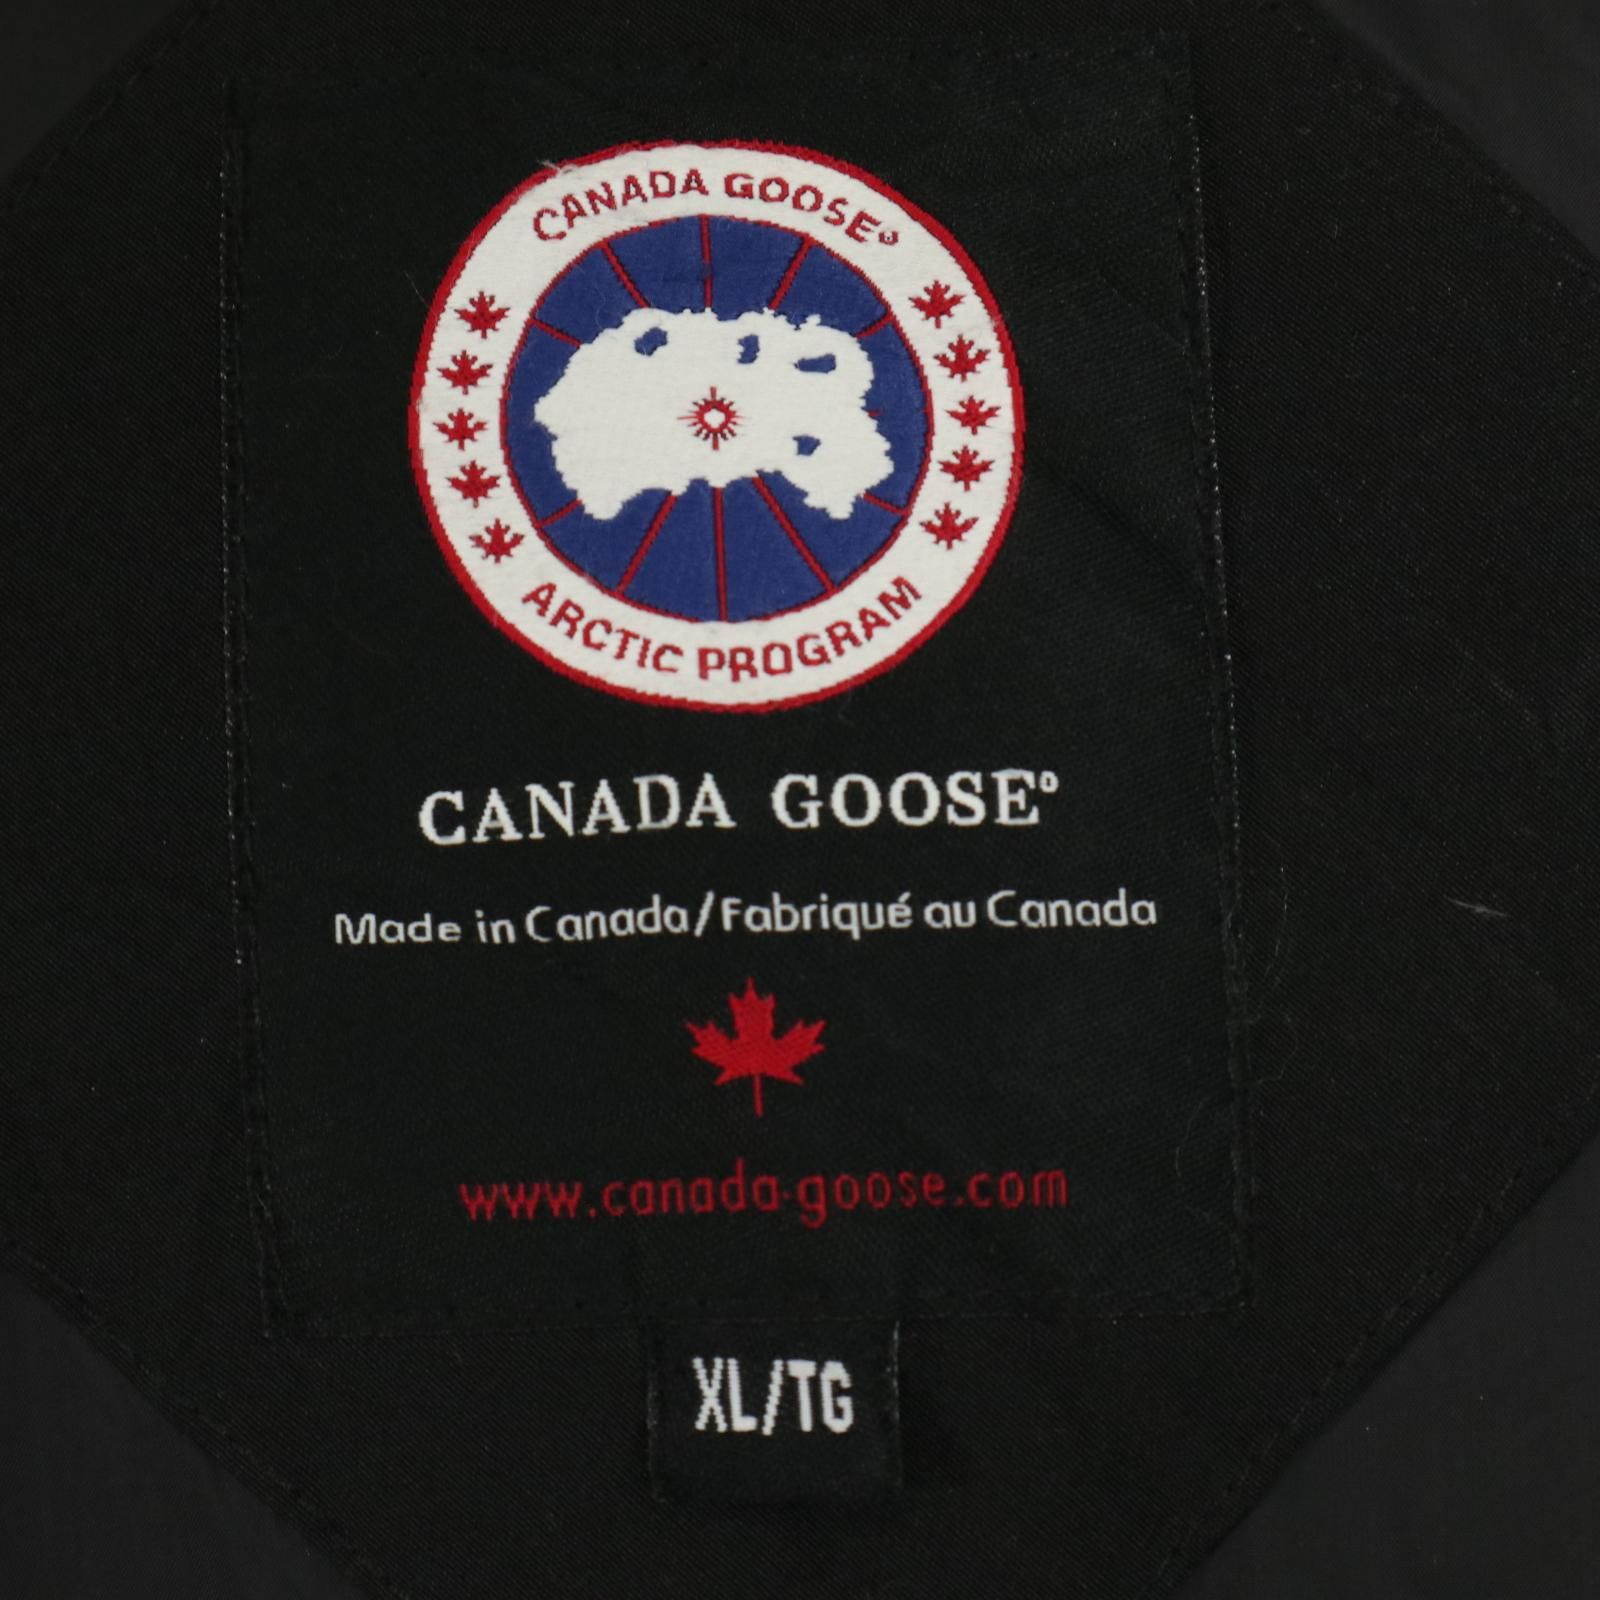 CANADA GOOSE®
ARCTIC PROGRAM
CANADA GOOSE®
Made in Canada/Fabriqué au Canada
www.canada-goose.com
XL/TG